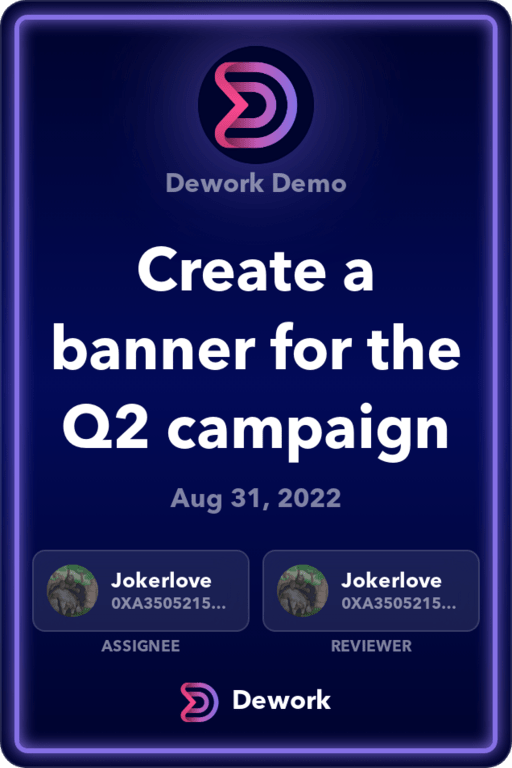 Dework Demo
Create a
banner for the
Q2 campaign
Aug 31, 2022
Jokerlove
0XA3505215...
Jokerlove
0XA3505215...
ASSIGNEE
REVIEWER
Dework